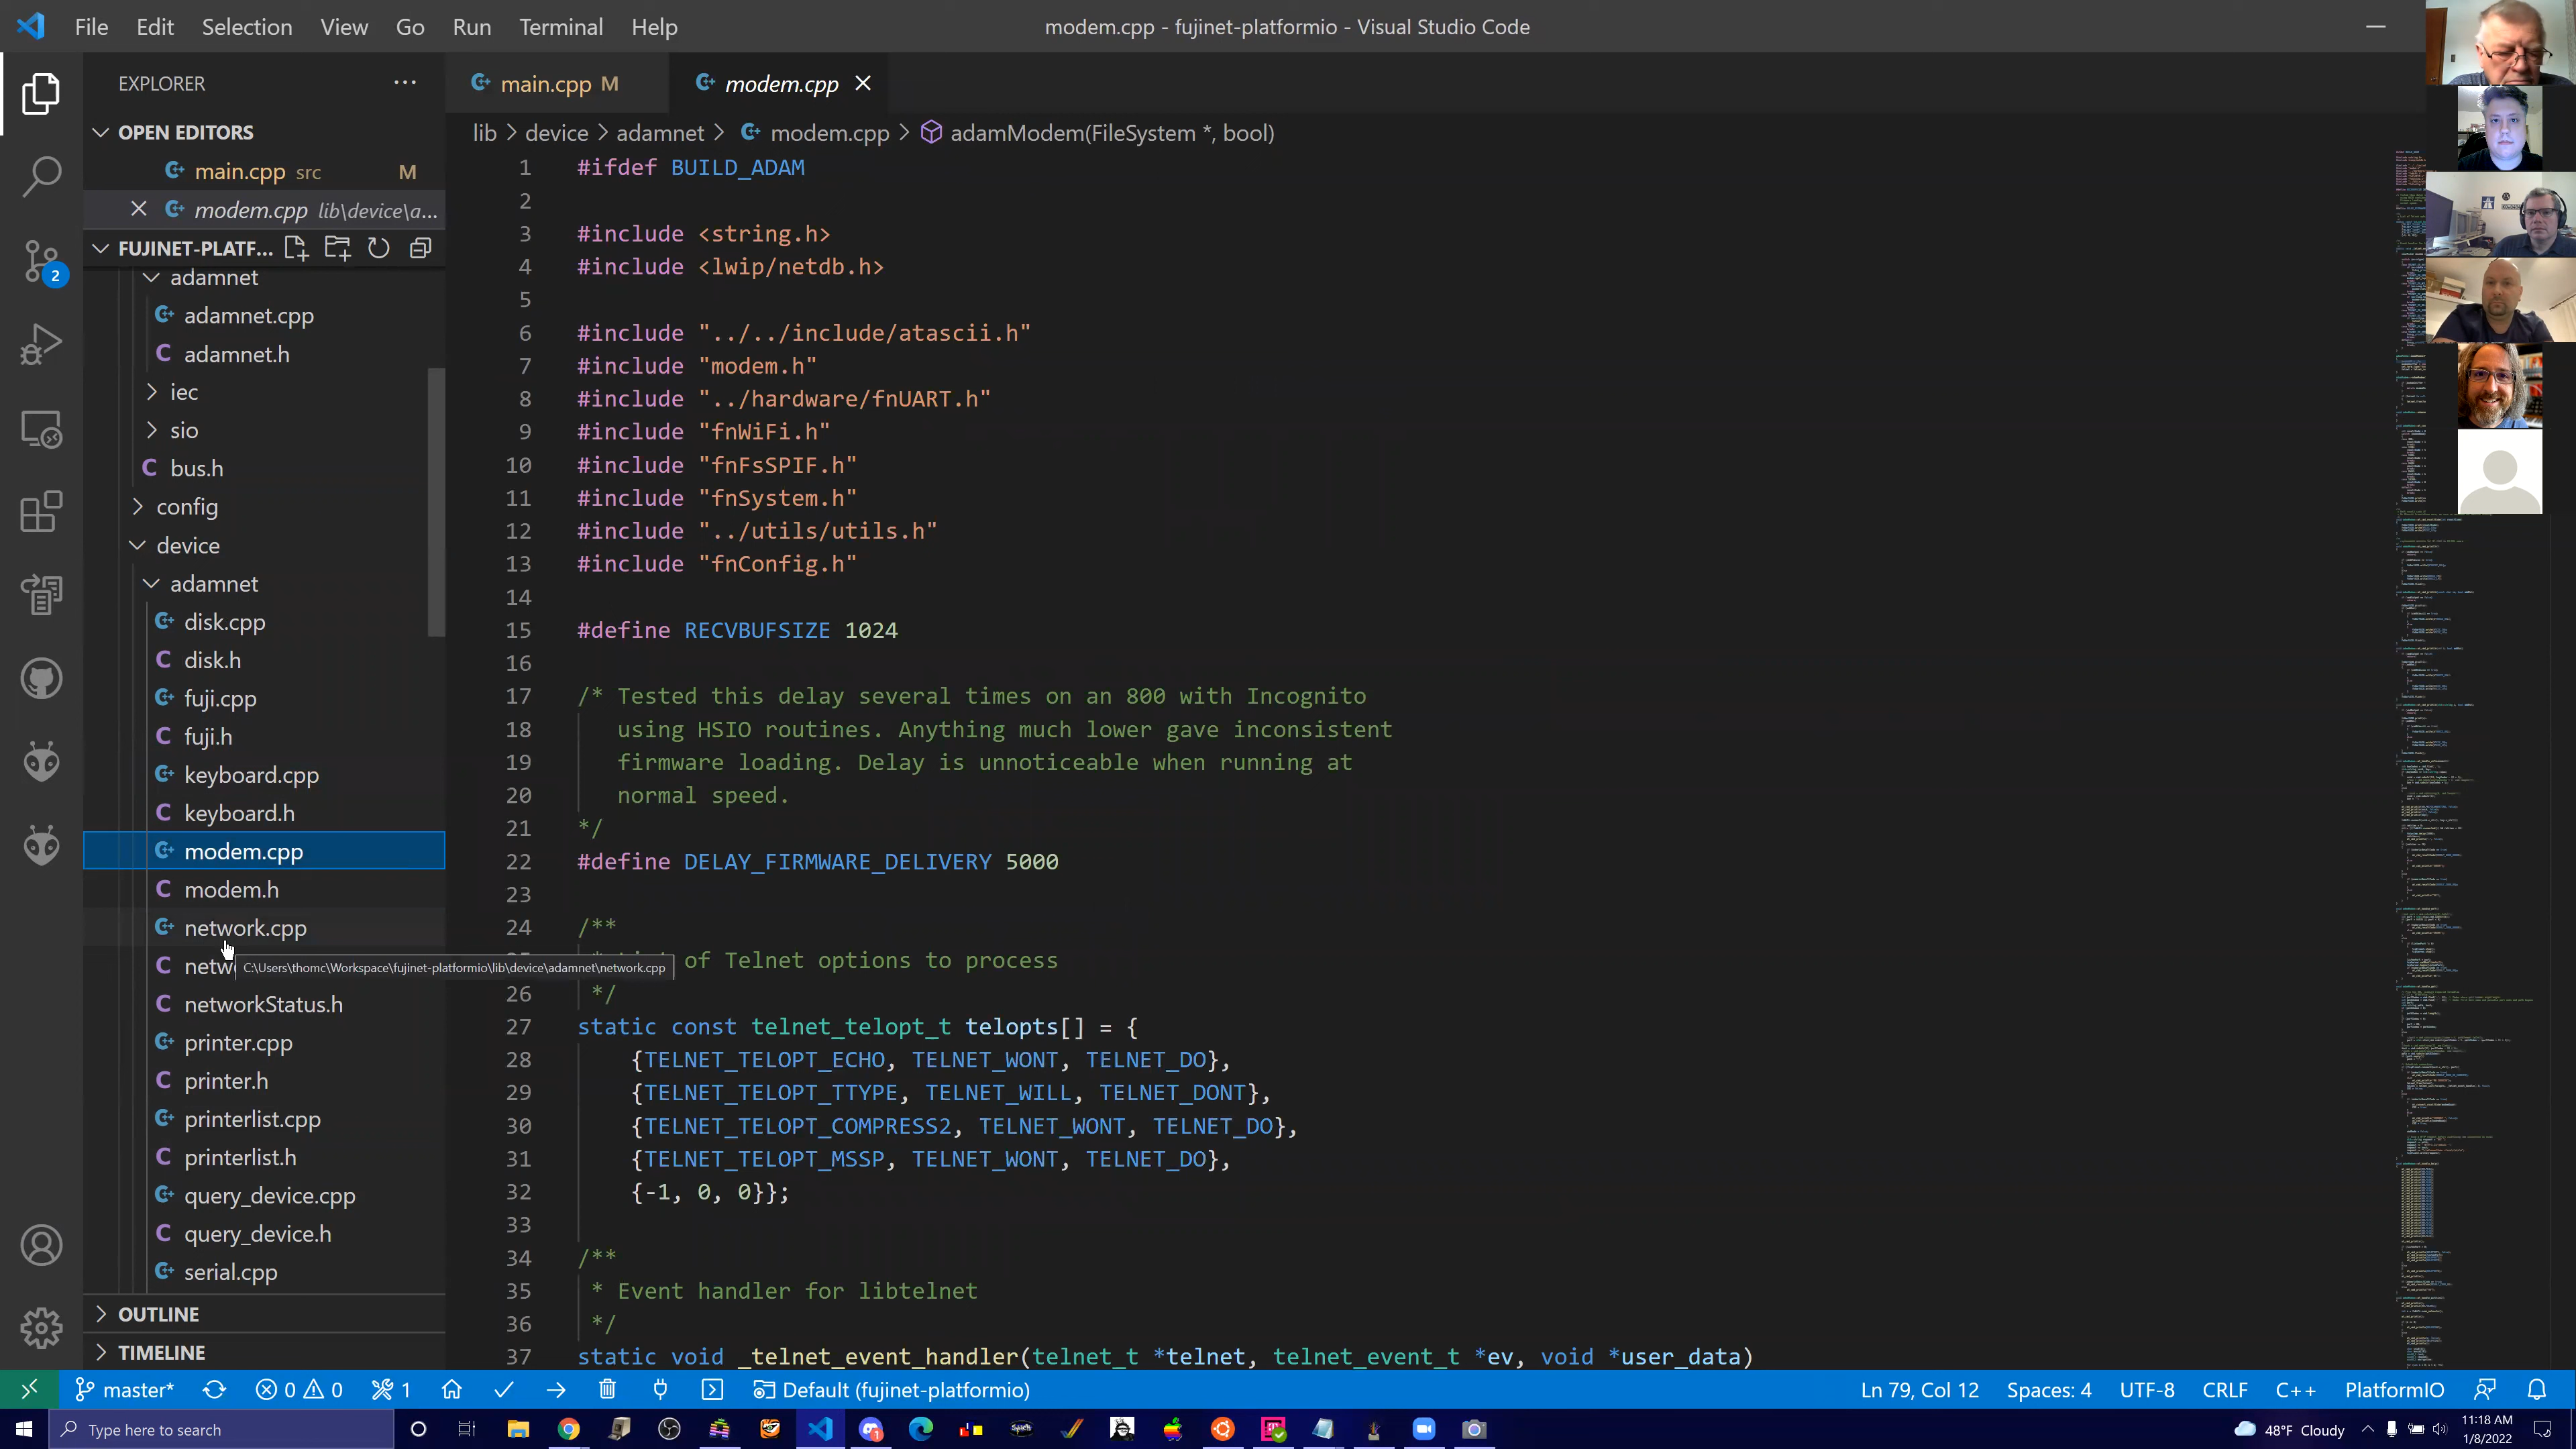 File Edit Selection View Go Run Terminal Help
modem.cpp - fujinet-platformio - Visual Studio Code
EXPLORER
OPEN EDITORS
main.cpp src M
modem.cpp lib\device\a...
FUJINET-PLATF...
adamnet
adamnet.cpp
adamnet.h
iec
sio
bus.h
config
device
adamnet
disk.cpp
disk.h
fuji.cpp
fuji.h
keyboard.cpp
keyboard.h
modem.cpp
modem.h
network.cpp
netw
C:\Users\thomc\Workspace\fujinet-platformio\lib\device\adamnet\network.cpp
networkStatus.h
printer.cpp
printer.h
printerlist.cpp
printerlist.h
query_device.cpp
query_device.h
serial.cpp
OUTLINE
TIMELINE
2
main.cpp M
modem.cpp
lib > device > adamnet > modem.cpp > adamModem(FileSystem *, bool)
1 #ifdef BUILD_ADAM
2
3 #include <string.h>
4 #include <lwip/netdb.h>
5
6 #include "../../include/atascii.h"
7 #include "modem.h"
8 #include "../hardware/fnUART.h"
9 #include "fnWiFi.h"
10 #include "fnFsSPIF.h"
11 #include "fnSystem.h"
12 #include "../utils/utils.h"
13 #include "fnConfig.h"
14
15 #define RECVBUFSIZE 1024
16
17 /* Tested this delay several times on an 800 with Incognito
18 using HSIO routines. Anything much lower gave inconsistent
19 firmware loading. Delay is unnoticeable when running at
20 normal speed.
21 */
22 #define DELAY_FIRMWARE_DELIVERY 5000
23
24 /**
of Telnet options to process
26 */
27 static const telnet_telopt_t telopts[] = {
28 {TELNET_TELOPT_ECHO, TELNET_WONT, TELNET_DO},
29 {TELNET_TELOPT_TTYPE, TELNET_WILL, TELNET_DONT},
30 {TELNET_TELOPT_COMPRESS2, TELNET_WONT, TELNET_DO},
31 {TELNET_TELOPT_MSSP, TELNET_WONT, TELNET_DO},
32 {-1, 0, 0}};
33
34 /**
35 * Event handler for libtelnet
36 */
37 static void _telnet_event_handler(telnet_t *telnet, telnet_event_t *ev, void *user_data)
master* 0 0 1 Default (fujinet-platformio) Ln 79, Col 12 Spaces: 4 UTF-8 CRLF C++ PlatformIO
Type here to search
48°F Cloudy
11:18 AM
1/8/2022